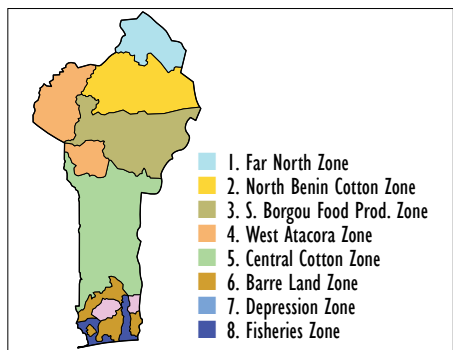 1. Far North Zone
2. North Benin Cotton Zone
3. S. Borgou Food Prod. Zone
4. West Atacora Zone
5. Central Cotton Zone
6. Barre Land Zone
7. Depression Zone
8. Fisheries Zone